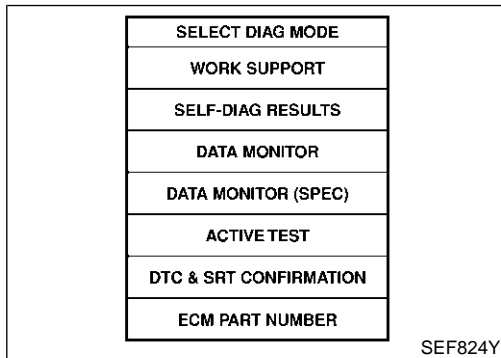 SELECT DIAG MODE
WORK SUPPORT
SELF-DIAG RESULTS
DATA MONITOR
DATA MONITOR (SPEC)
ACTIVE TEST
DTC & SRT CONFIRMATION
ECM PART NUMBER
SEF824Y